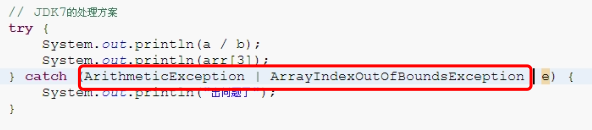 // JDK7的处理方案
try {
System.out.println(a / b);
System.out.println(arr[3]);
} catch (ArithmeticException | ArrayIndexOutOfBoundsException e) {
System.out.println("出问题了");
}